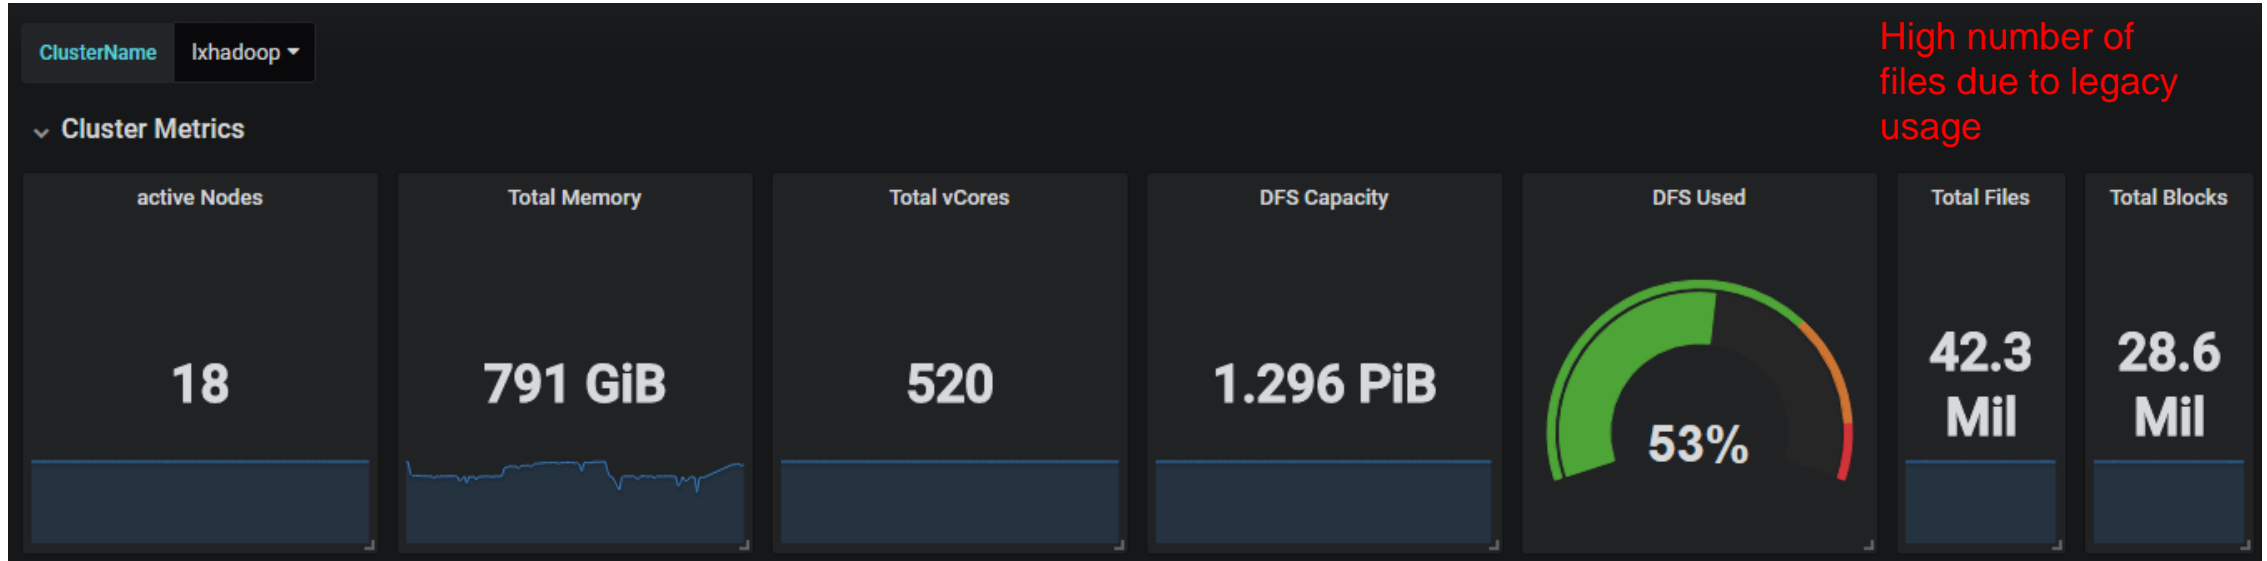 ClusterName lxhadoop
High number of
files due to legacy
usage
Cluster Metrics
active Nodes
18
Total Memory
791 GiB
Total vCores
520
DFS Capacity
1.296 PiB
DFS Used
53%
Total Files
42.3
Mil
Total Blocks
28.6
Mil